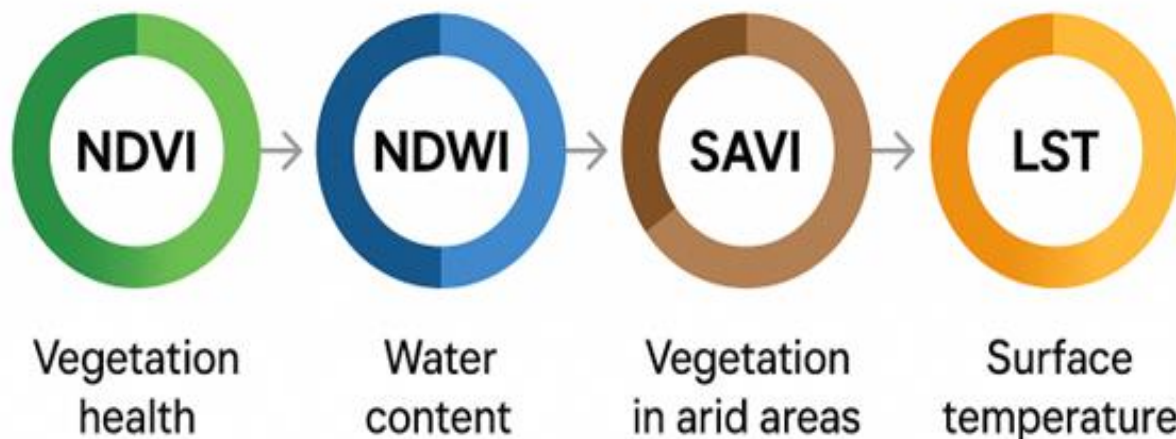 NDVI
NDWI
SAVI
LST
Vegetation
health
Water
content
Vegetation
in arid areas
Surface
temperature